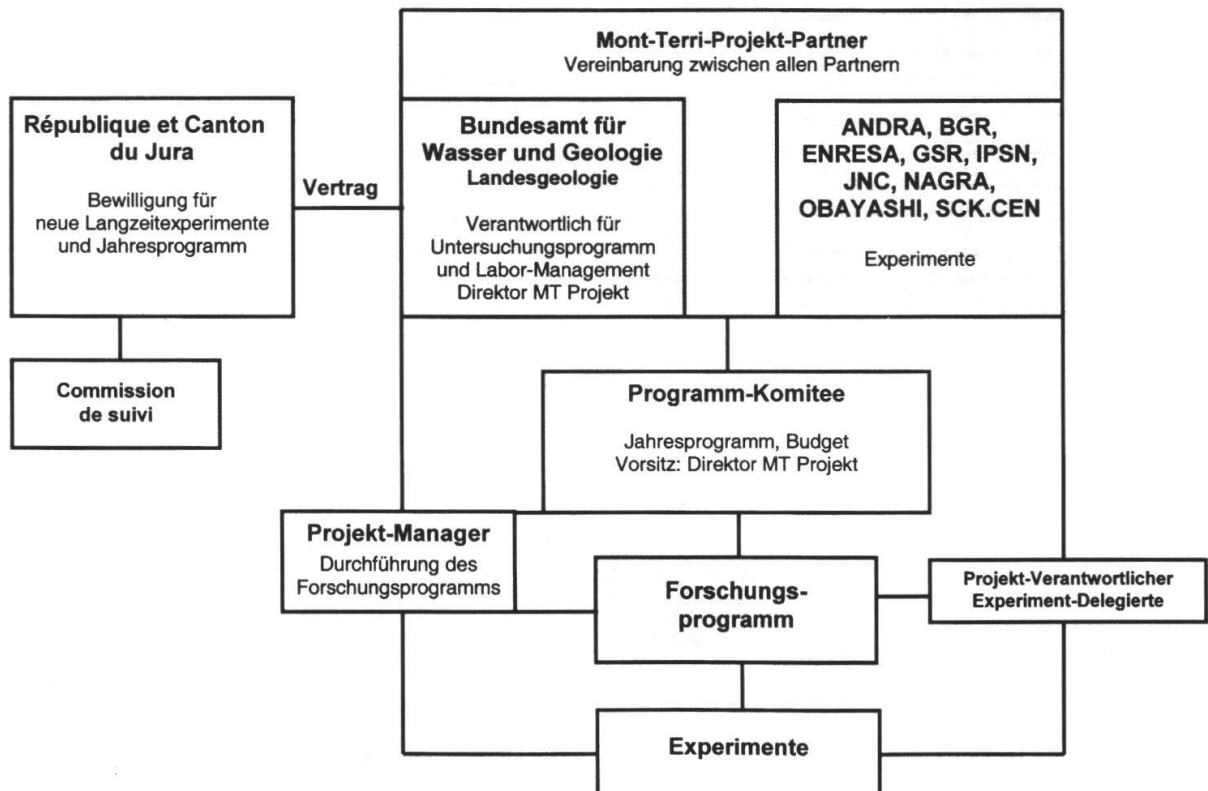 Mont-Terri-Projekt-Partner
Vereinbarung zwischen allen Partnern
République et Canton
du Jura
Bewilligung für
neue Langzeitexperimente
und Jahresprogramm
Vertrag
Bundesamt für
Wasser und Geologie
Landesgeologie
Verantwortlich für
Untersuchungsprogramm
und Labor-Management
Direktor MT Projekt
ANDRA, BGR,
ENRESA, GSR, IPSN,
JNC, NAGRA,
OBAYASHI, SCK.CEN
Experimente
Commission
de suivi
Programm-Komitee
Jahresprogramm, Budget
Vorsitz: Direktor MT Projekt
Projekt-Manager
Durchführung des
Forschungsprogramms
Forschungs-
programm
Projekt-Verantwortlicher
Experiment-Delegierte
Experimente